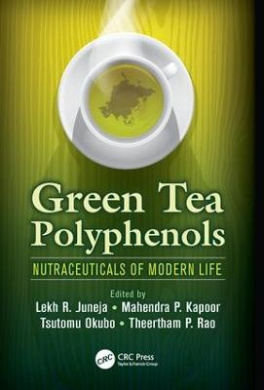 Green Tea
Polyphenols
NUTRACEUTICALS OF MODERN LIFE
Edited by
Lekh R. Juneja • Mahendra P. Kapoor
Tsutomu Okubo • Theertham P. Rao
CRC Press
Taylor & Francis Group